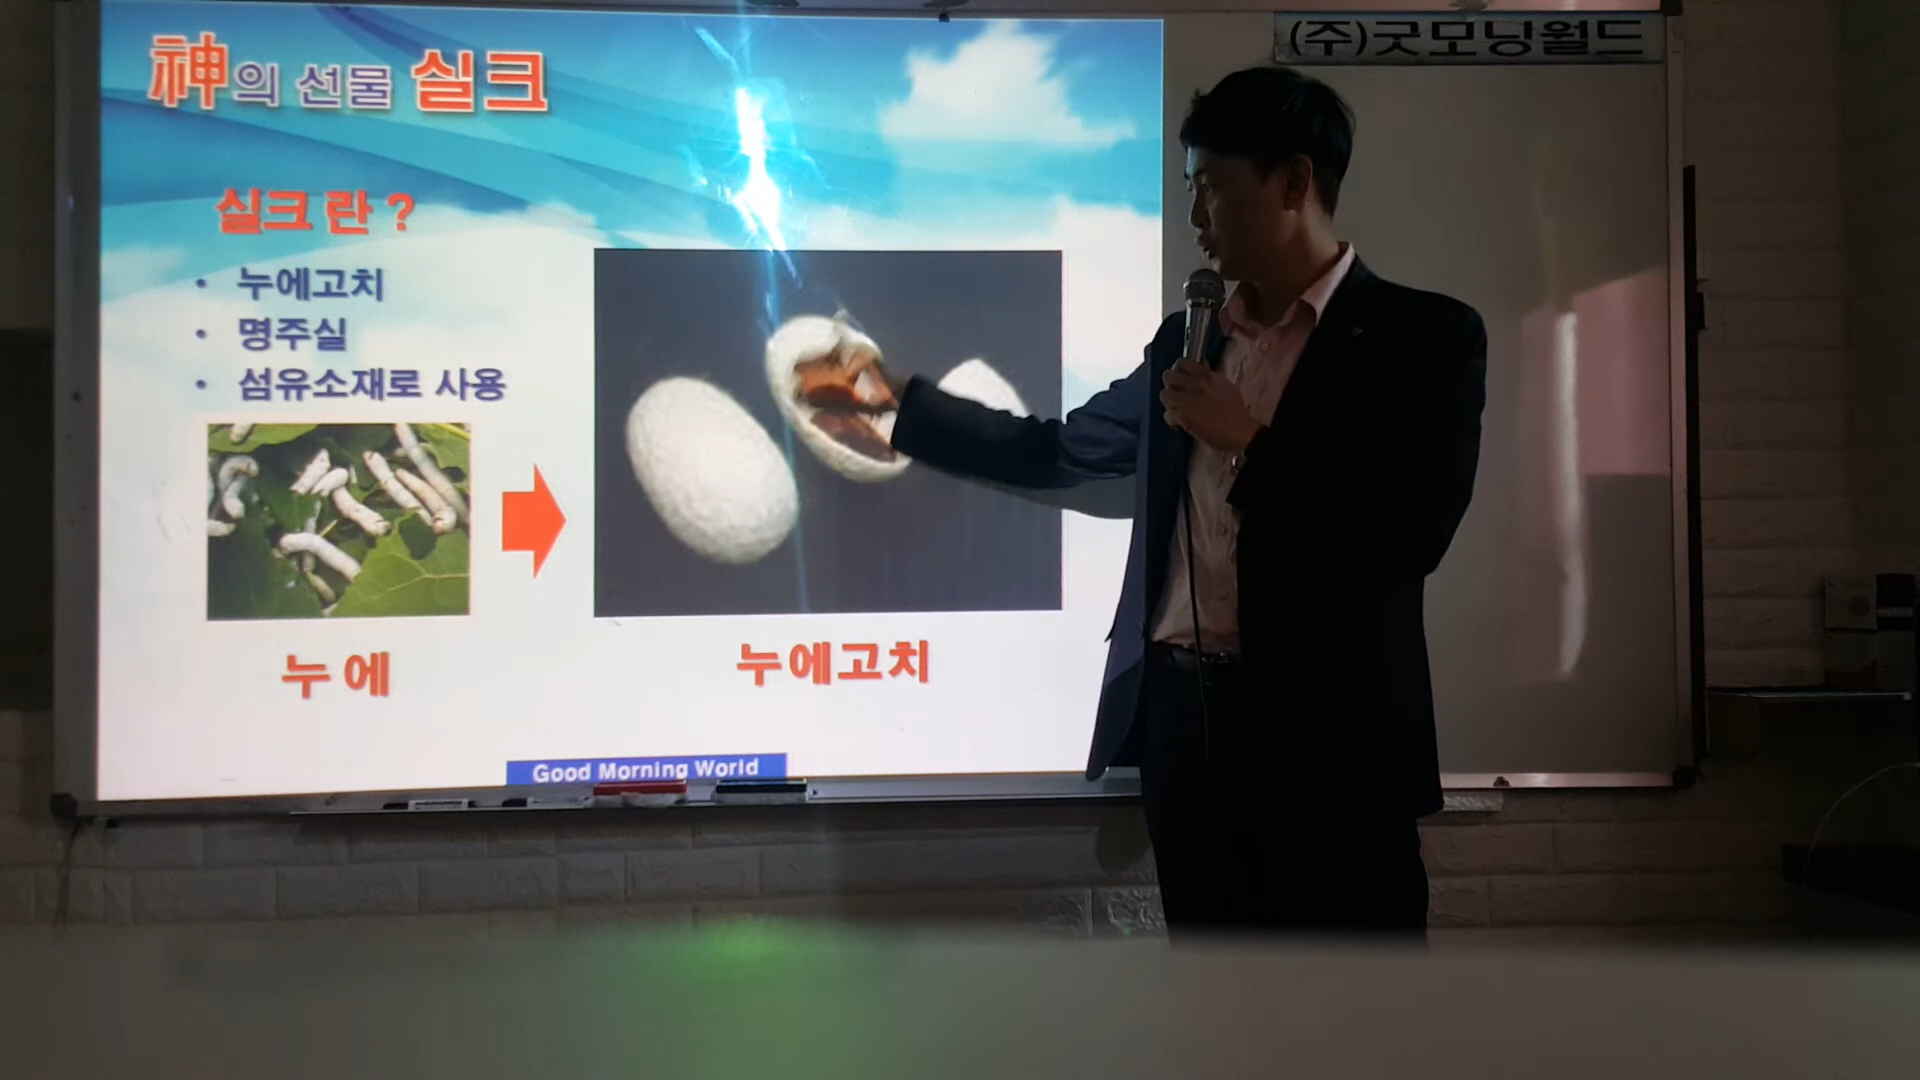 神의 선물 실크
(주)굿모닝월드
실크란?
• 누에고치
• 명주실
• 섬유소재로 사용
누에
누에고치
Good Morning World